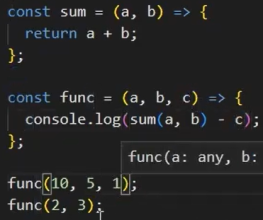 const sum = (a, b) => {
  return a + b;
};

const func = (a, b, c) => {
  console.log(sum(a, b) - c);
};
func(a: any, b:
func(10, 5, 1);
func(2, 3);